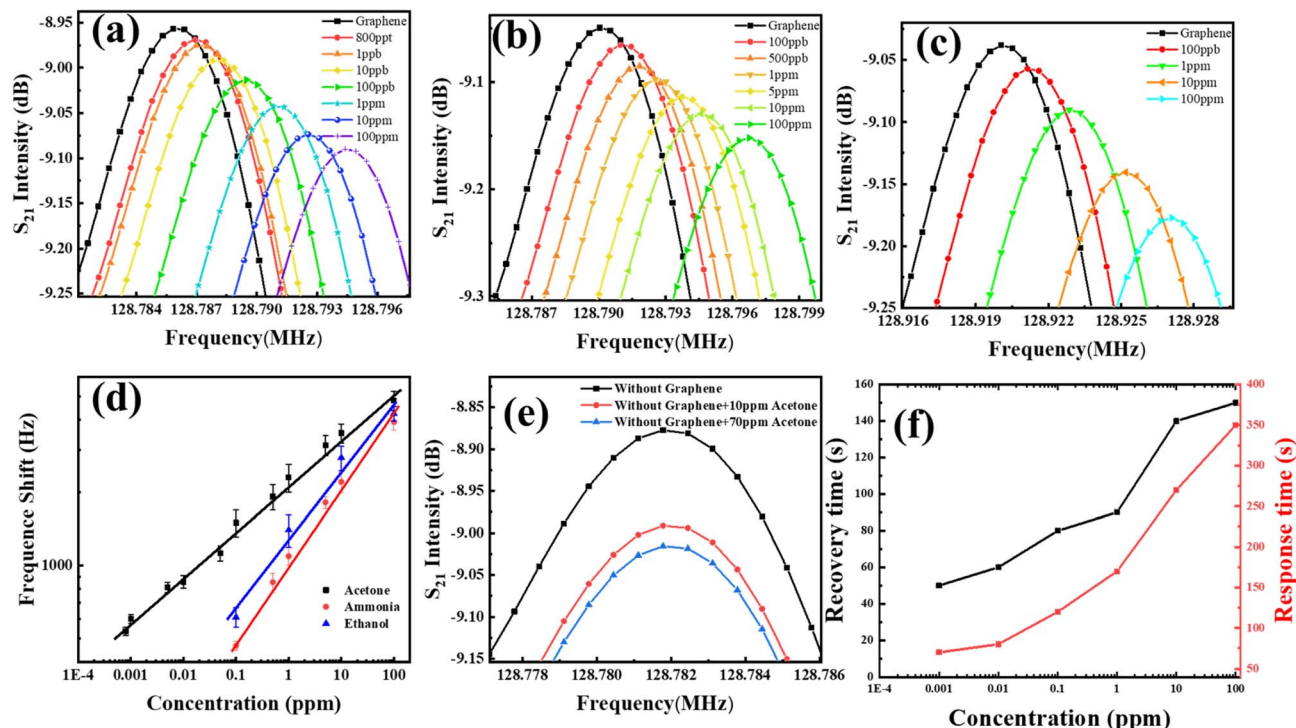 (a)
Graphene
800ppt
1ppb
10ppb
100ppb
1ppm
10ppm
100ppm
S21 Intensity (dB)
-8.95
-9.00
-9.05
-9.10
-9.15
-9.20
-9.25
128.784 128.787 128.790 128.793 128.796
Frequency(MHz)
(b)
Graphene
100ppb
500ppb
1ppm
5ppm
10ppm
100ppm
S21 Intensity (dB)
-9.1
-9.2
-9.3
128.787 128.790 128.793 128.796 128.799
Frequency(MHz)
(c)
Graphene
100ppb
1ppm
10ppm
100ppm
S21 Intensity (dB)
-9.05
-9.10
-9.15
-9.20
-9.25
128.916 128.919 128.922 128.925 128.928
Frequency(MHz)
(d)
Frequence Shift (Hz)
1000
Acetone
Ammonia
Ethanol
1E-4 0.001 0.01 0.1 1 10 100
Concentration (ppm)
(e)
Without Graphene
Without Graphene+10ppm Acetone
Without Graphene+70ppm Acetone
S21 Intensity (dB)
-8.85
-8.90
-8.95
-9.00
-9.05
-9.10
-9.15
128.778 128.780 128.782 128.784 128.786
Frequency(MHz)
(f)
Recovery time (s)
160
140
120
100
80
60
40
20
0
400
350
300
250
200
150
100
50
Response time (s)
1E-4 0.001 0.01 0.1 1 10 100
Concentration (ppm)